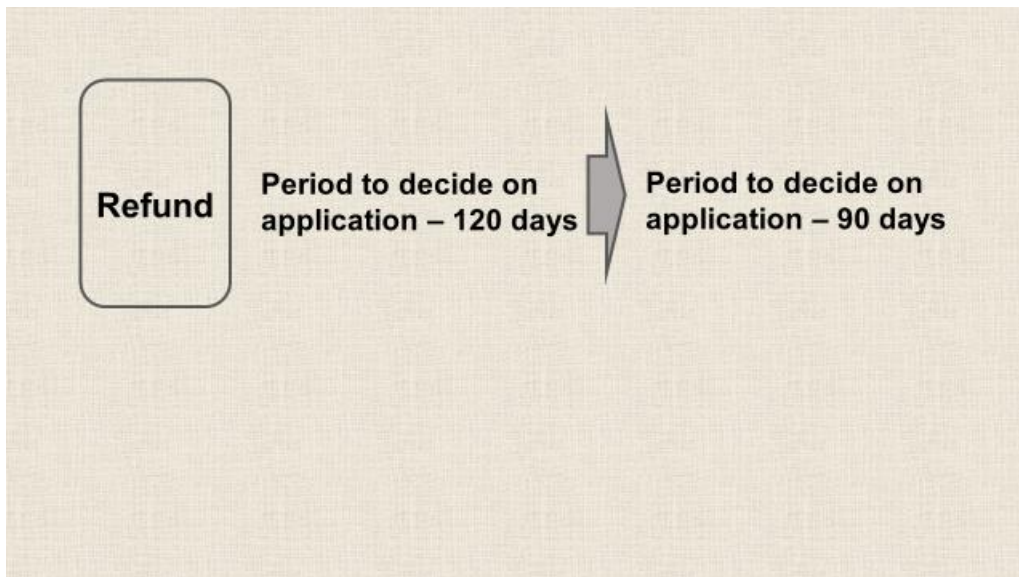 Refund
Period to decide on
application – 120 days
Period to decide on
application – 90 days